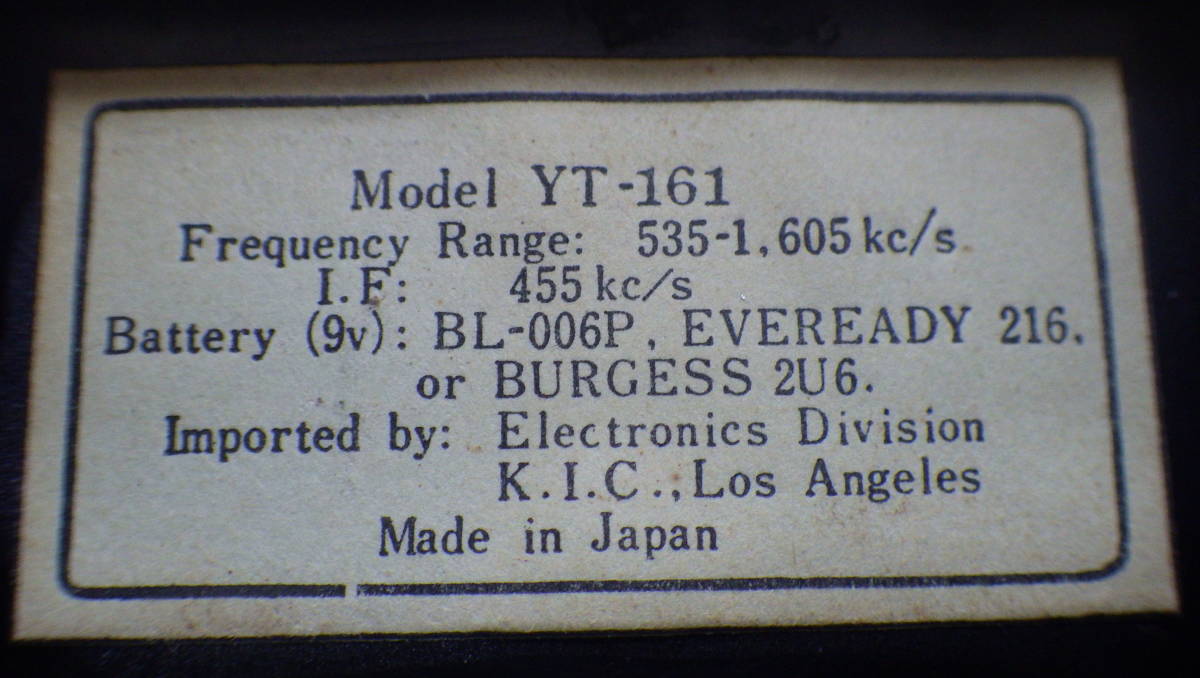 Model YT-161
Frequency Range: 535-1,605 kc/s.
I.F: 455 kc/s
Battery (9v): BL-006P, EVEREADY 216.
or BURGESS 2U6.
Imported by: Electronics Division
K.I.C., Los Angeles
Made in Japan